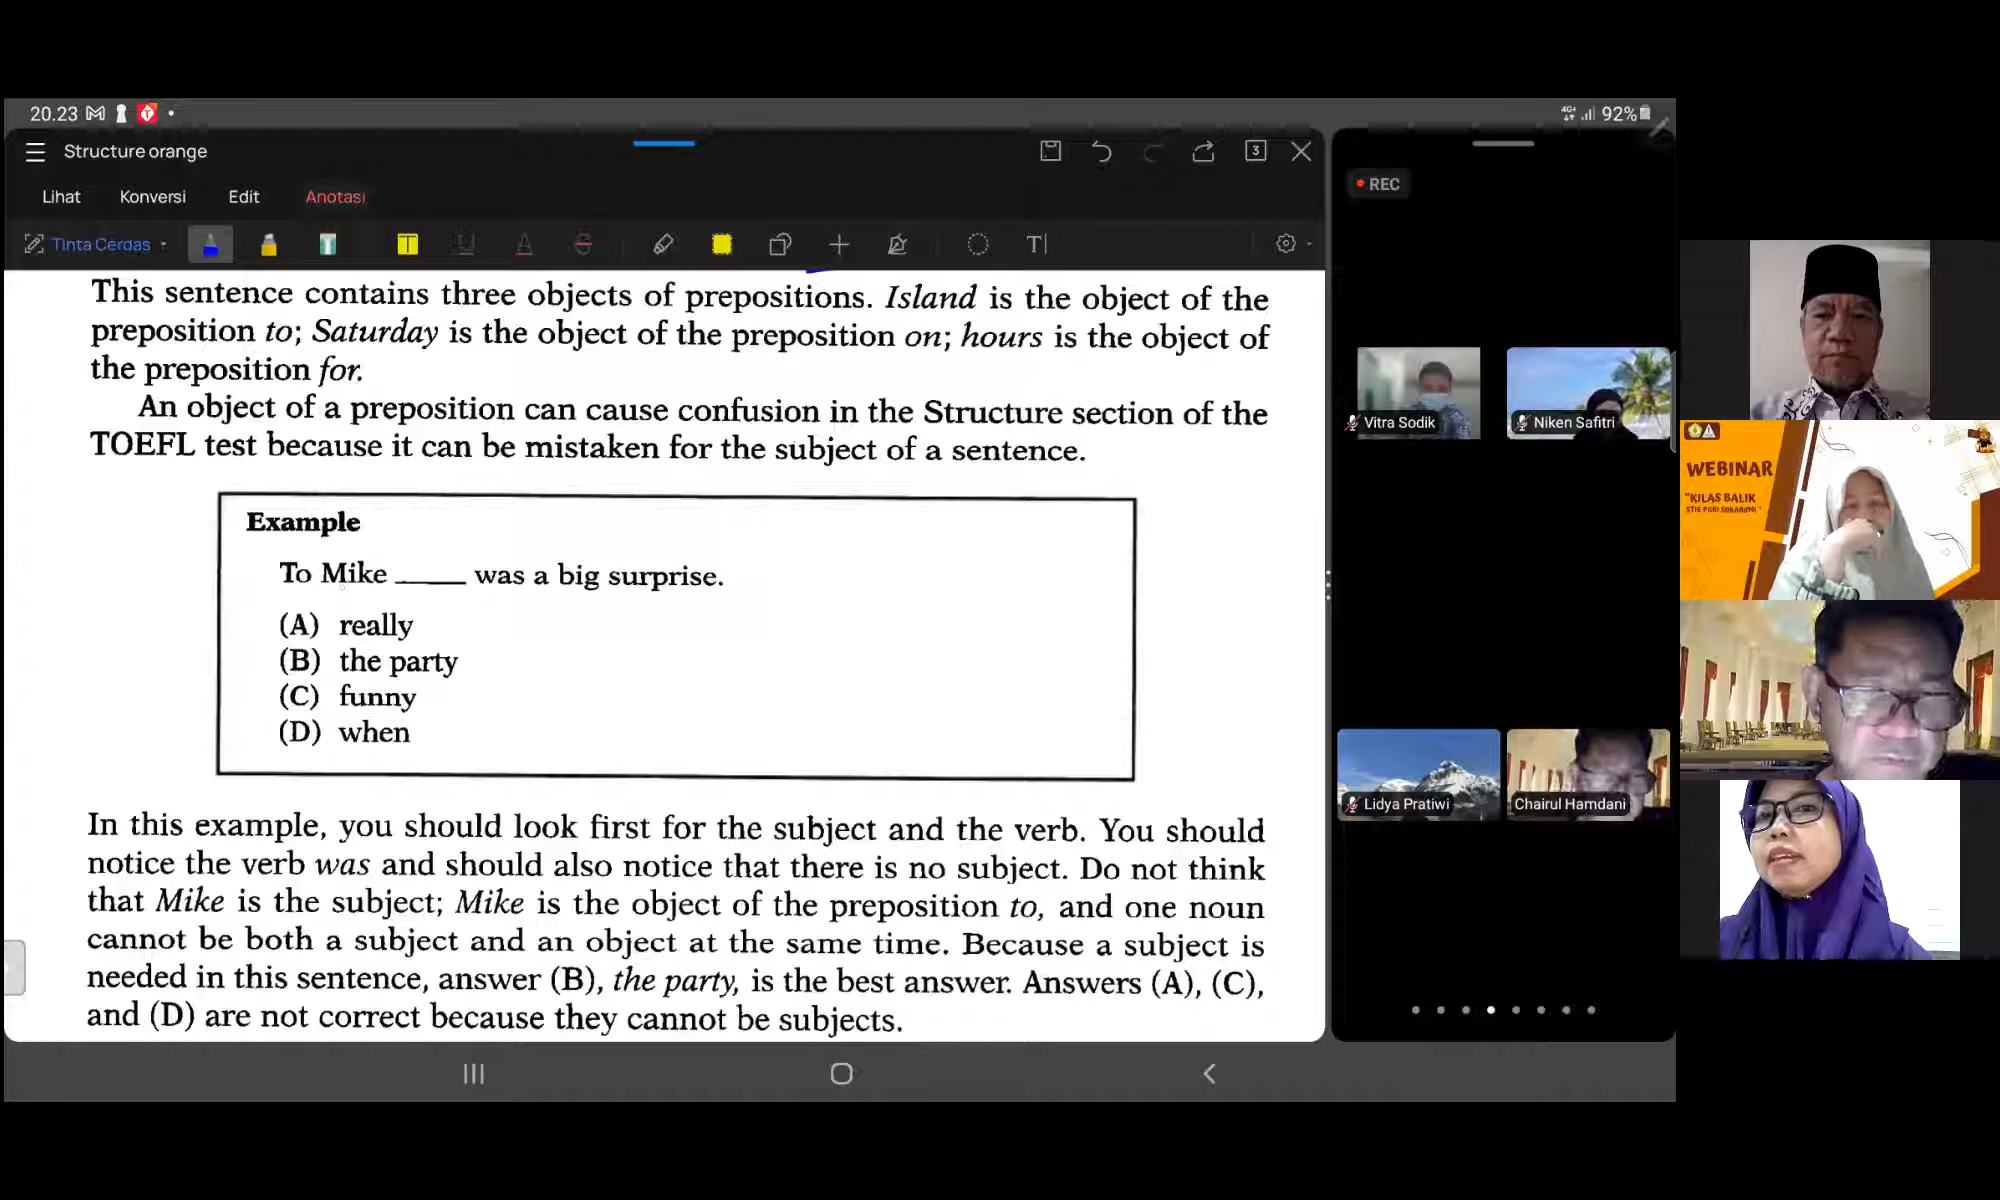 20.23
92%
Structure orange
3
REC
Lihat Konversi Edit Anotasi
Tinta Cerdas
This sentence contains three objects of prepositions. Island is the object of the
preposition to; Saturday is the object of the preposition on; hours is the object of
the preposition for.
An object of a preposition can cause confusion in the Structure section of the
TOEFL test because it can be mistaken for the subject of a sentence.
Example
To Mike _____ was a big surprise.
(A) really
(B) the party
(C) funny
(D) when
In this example, you should look first for the subject and the verb. You should
notice the verb was and should also notice that there is no subject. Do not think
that Mike is the subject; Mike is the object of the preposition to, and one noun
cannot be both a subject and an object at the same time. Because a subject is
needed in this sentence, answer (B), the party, is the best answer. Answers (A), (C),
and (D) are not correct because they cannot be subjects.
Vitra Sodik
Niken Safitri
Lidya Pratiwi
Chairul Hamdani
WEBINAR
"KILAS BALIK
STIE PGRI SUKABUMI"